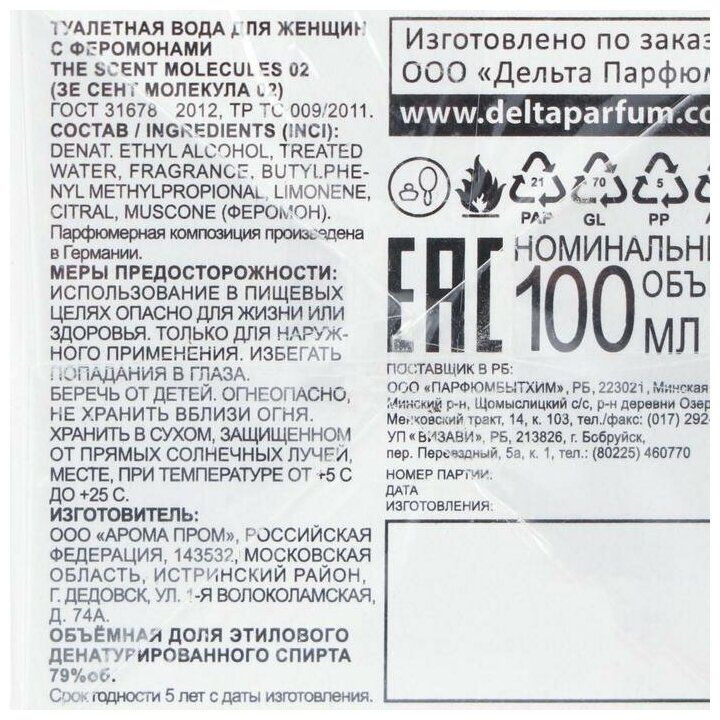 ТУАЛЕТНАЯ ВОДА ДЛЯ ЖЕНЩИН
С ФЕРОМОНАМИ
THE SCENT MOLECULES 02
(ЗЕ СЕНТ МОЛЕКУЛА 02)
ГОСТ 31678 2012, ТР ТС 009/2011.
СОСТАВ / INGREDIENTS (INCI):
DENAT. ETHYL ALCOHOL, TREATED
WATER, FRAGRANCE, BUTYLPHE-
NYL METHYLPROPIONAL, LIMONENE,
CITRAL, MUSCONE (ФЕРОМОН).
Парфюмерная композиция произведена
в Германии.
МЕРЫ ПРЕДОСТОРОЖНОСТИ:
ИСПОЛЬЗОВАНИЕ В ПИЩЕВЫХ
ЦЕЛЯХ ОПАСНО ДЛЯ ЖИЗНИ ИЛИ
ЗДОРОВЬЯ. ТОЛЬКО ДЛЯ НАРУЖ-
НОГО ПРИМЕНЕНИЯ. ИЗБЕГАТЬ
ПОПАДАНИЯ В ГЛАЗА.
БЕРЕЧЬ ОТ ДЕТЕЙ. ОГНЕОПАСНО,
НЕ ХРАНИТЬ ВБЛИЗИ ОГНЯ.
ХРАНИТЬ В СУХОМ, ЗАЩИЩЕННОМ
ОТ ПРЯМЫХ СОЛНЕЧНЫХ ЛУЧЕЙ,
МЕСТЕ, ПРИ ТЕМПЕРАТУРЕ ОТ +5 С
ДО +25 С.
ИЗГОТОВИТЕЛЬ:
ООО «АРОМА ПРОМ», РОССИЙСКАЯ
ФЕДЕРАЦИЯ, 143532, МОСКОВСКАЯ
ОБЛАСТЬ, ИСТРИНСКИЙ РАЙОН,
Г. ДЕДОВСК, УЛ. 1-Я ВОЛОКОЛАМСКАЯ,
Д. 74А.
ОБЪЁМНАЯ ДОЛЯ ЭТИЛОВОГО
ДЕНАТУРИРОВАННОГО СПИРТА
79%об.
Срок годности 5 лет с даты изготовления.
Изготовлено по заказ
ООО «Дельта Парфюм
www.deltaparfum.co
21 70 5
PAP GL PP
EAC
НОМИНАЛЬНЫ
100 ОБЪ
МЛ
ПОСТАВЩИК В РБ:
ООО «ПАРФЮМБЫТХИМ», РБ, 223021, Минская
Минский р-н, Щомыслицкий с/с, р-н деревни Озер
Менковский тракт, 14, к. 103, тел./факс: (017) 292-
УП «ВИЗАВИ», РБ, 213826, г. Бобруйск,
пер. Переездный, 5а, к. 1, тел.: (80225) 460770
НОМЕР ПАРТИИ.
ДАТА
ИЗГОТОВЛЕНИЯ: